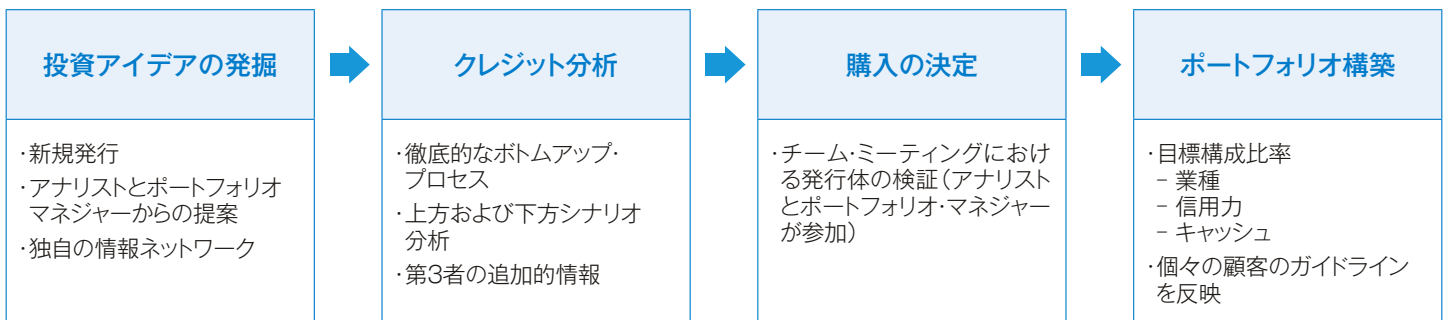 投資アイデアの発掘
・新規発行
・アナリストとポートフォリオ
マネジャーからの提案
・独自の情報ネットワーク
クレジット分析
・徹底的なボトムアップ・
プロセス
・上方および下方シナリオ
分析
・第3者の追加的情報
購入の決定
・チーム・ミーティングにおけ
る発行体の検証（アナリスト
とポートフォリオ・マネジャー
が参加）
ポートフォリオ構築
・目標構成比率
− 業種
− 信用力
− キャッシュ
・個々の顧客のガイドライン
を反映